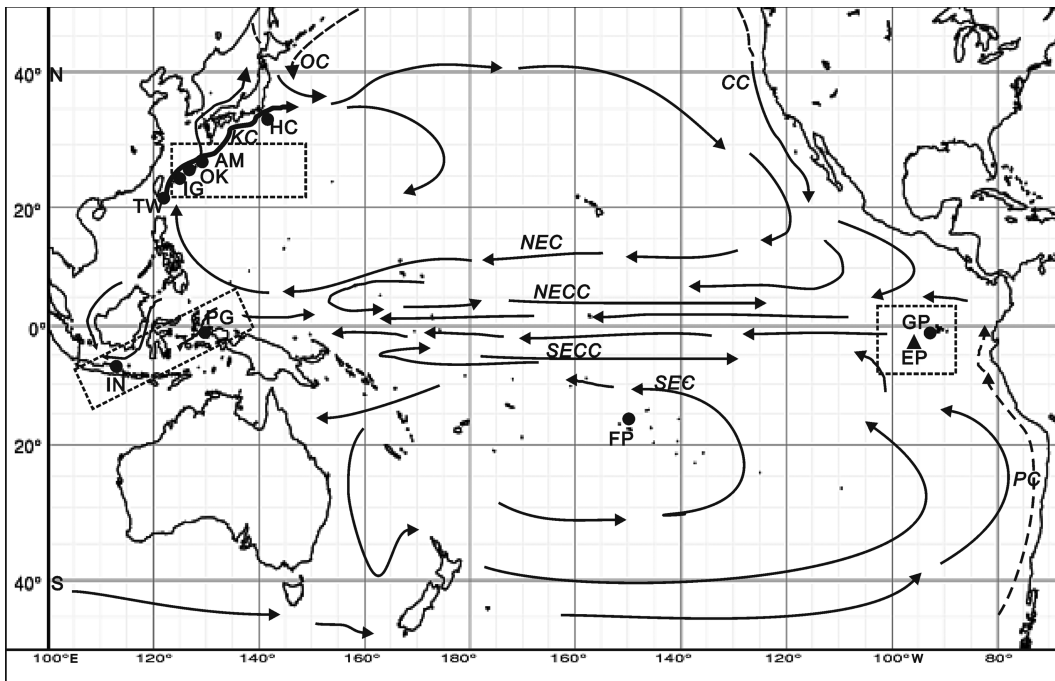 OC
40° N
CC
KC
HC
AM
OK
IG
TW
20°
NEC
NECC
PG
0°
GP
EP
SECC
IN
SEC
FP
20°
PC
40° S
100°E 120° 140° 160° 180° 160° 140° 120° 100°W 80°